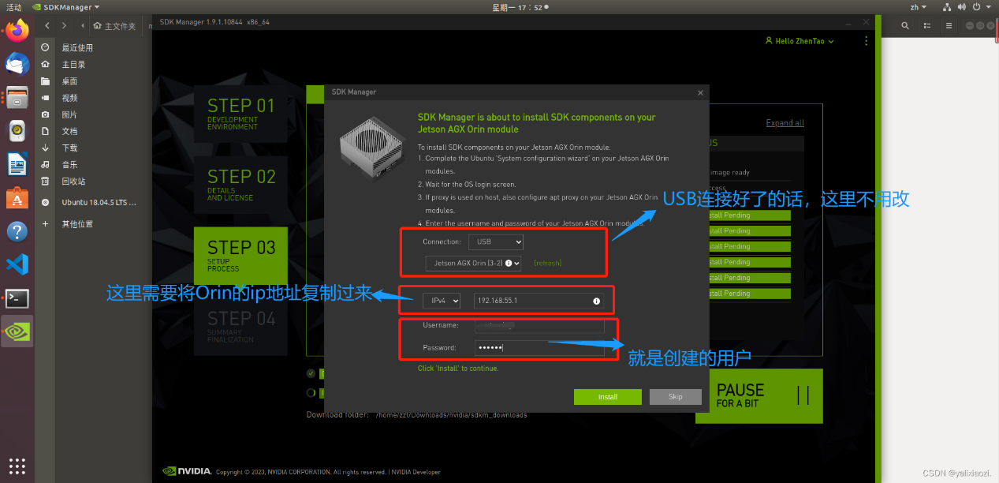 活动
SDKManager
星期一 17：52
zh
主文件夹
SDK Manager 1.9.1.10844 x86_64
Hello ZhenTao
最近使用
主目录
桌面
视频
图片
文档
下载
音乐
回收站
Ubuntu 18.04.5 LTS ...
其他位置
STEP 01
DEVELOPMENT
ENVIRONMENT
STEP 02
DETAILS
AND LICENSE
STEP 03
SETUP
PROCESS
STEP 04
SUMMARY
FINALIZATION
Expand all
image ready
SDK Manager
SDK Manager is about to install SDK components on your
Jetson AGX Orin module
To install SDK components on your Jetson AGX Orin module:
1. Complete the Ubuntu 'System configuration wizard' on your Jetson AGX Orin
modules.
2. Wait for the OS login screen.
3. If proxy is used on host, also configure apt proxy on your Jetson AGX Orin
modules.
4. Enter the username and password of your Jetson AGX Orin modules.
USB连接好了的话，这里不用改
Connection:
USB
Jetson AGX Orin [3-2]
(refresh)
stall Pending
stall Pending
stall Pending
stall Pending
stall Pending
stall Pending
这里需要将Orin的ip地址复制过来
IPv4
192.168.55.1
Username:
Password:
••••••
就是创建的用户
Click 'Install' to continue.
Install
Skip
PAUSE
FOR A BIT
Download folder: /home/zzt/Downloads/nvidia/sdkm_downloads
NVIDIA.
Copyright © 2023, NVIDIA CORPORATION. All rights reserved. | NVIDIA Developer
CSDN @yalixiaozi.